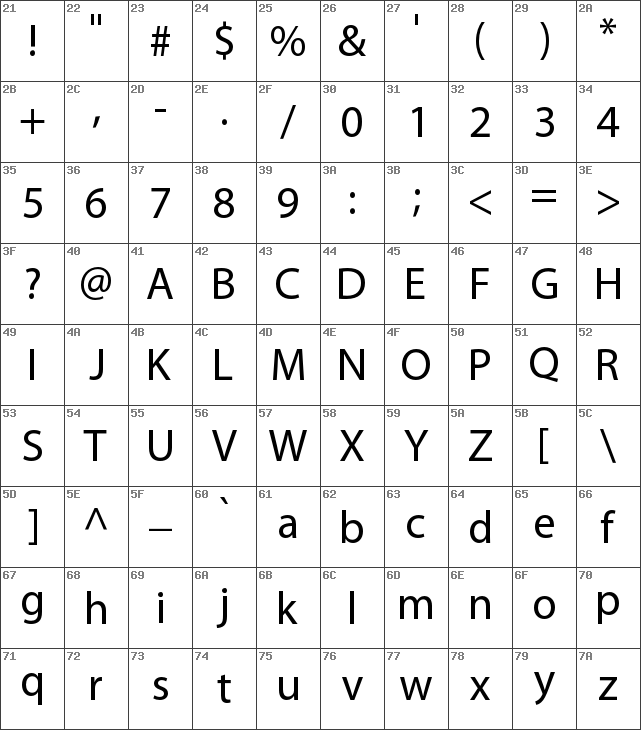 21 22 23 24 25 26 27 28 29 2A
! " # $ % & ' ( ) *
2B 2C 2D 2E 2F 30 31 32 33 34
+ , - . / 0 1 2 3 4
35 36 37 38 39 3A 3B 3C 3D 3E
5 6 7 8 9 : ; < = >
3F 40 41 42 43 44 45 46 47 48
? @ A B C D E F G H
49 4A 4B 4C 4D 4E 4F 50 51 52
I J K L M N O P Q R
53 54 55 56 57 58 59 5A 5B 5C
S T U V W X Y Z [ \
5D 5E 5F 60 61 62 63 64 65 66
] ^ _ ` a b c d e f
67 68 69 6A 6B 6C 6D 6E 6F 70
g h i j k l m n o p
71 72 73 74 75 76 77 78 79 7A
q r s t u v w x y z